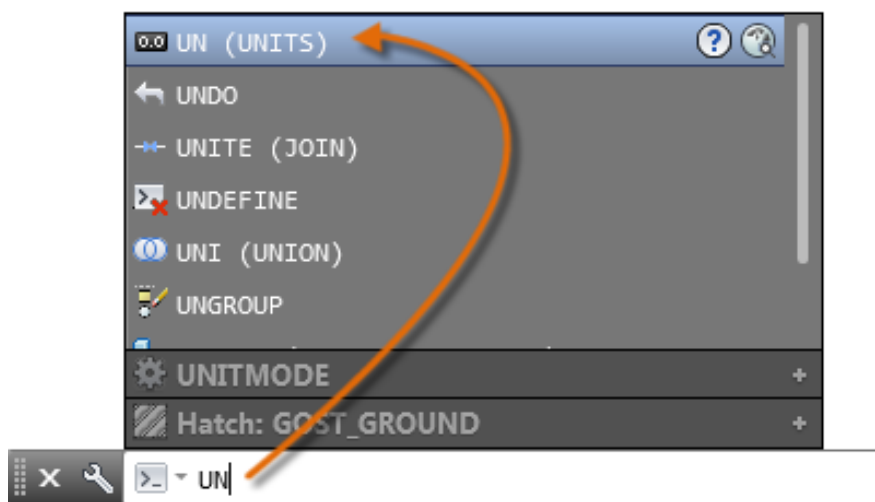 0.0 UN (UNITS)
UNDO
UNITE (JOIN)
UNDEFINE
UNI (UNION)
UNGROUP
UNITMODE +
Hatch: GOST_GROUND +
UN